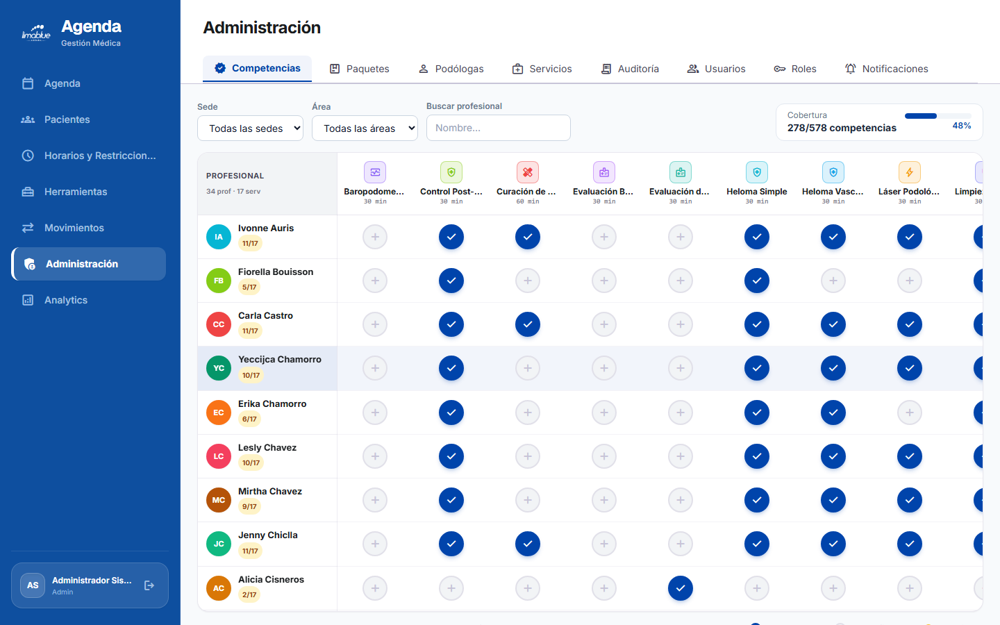 limablue
Agenda
Gestión Médica
Agenda
Pacientes
Horarios y Restriccion...
Herramientas
Movimientos
Administración
Analytics
AS
Administrador Sis...
Admin
Administración
Competencias
Paquetes
Podólogas
Servicios
Auditoría
Usuarios
Roles
Notificaciones
Sede
Todas las sedes
Área
Todas las áreas
Buscar profesional
Nombre...
Cobertura
278/578 competencias
48%
PROFESIONAL
34 prof · 17 serv
Baropodome...
30 min
Control Post-...
30 min
Curación de ...
60 min
Evaluación B...
30 min
Evaluación d...
30 min
Heloma Simple
30 min
Heloma Vasc...
30 min
Láser Podoló...
30 min
Limpie
30
IA
Ivonne Auris
11/17
FB
Fiorella Bouisson
5/17
CC
Carla Castro
11/17
YC
Yeccijca Chamorro
10/17
EC
Erika Chamorro
6/17
LC
Lesly Chavez
10/17
MC
Mirtha Chavez
9/17
JC
Jenny Chiclla
11/17
AC
Alicia Cisneros
2/17